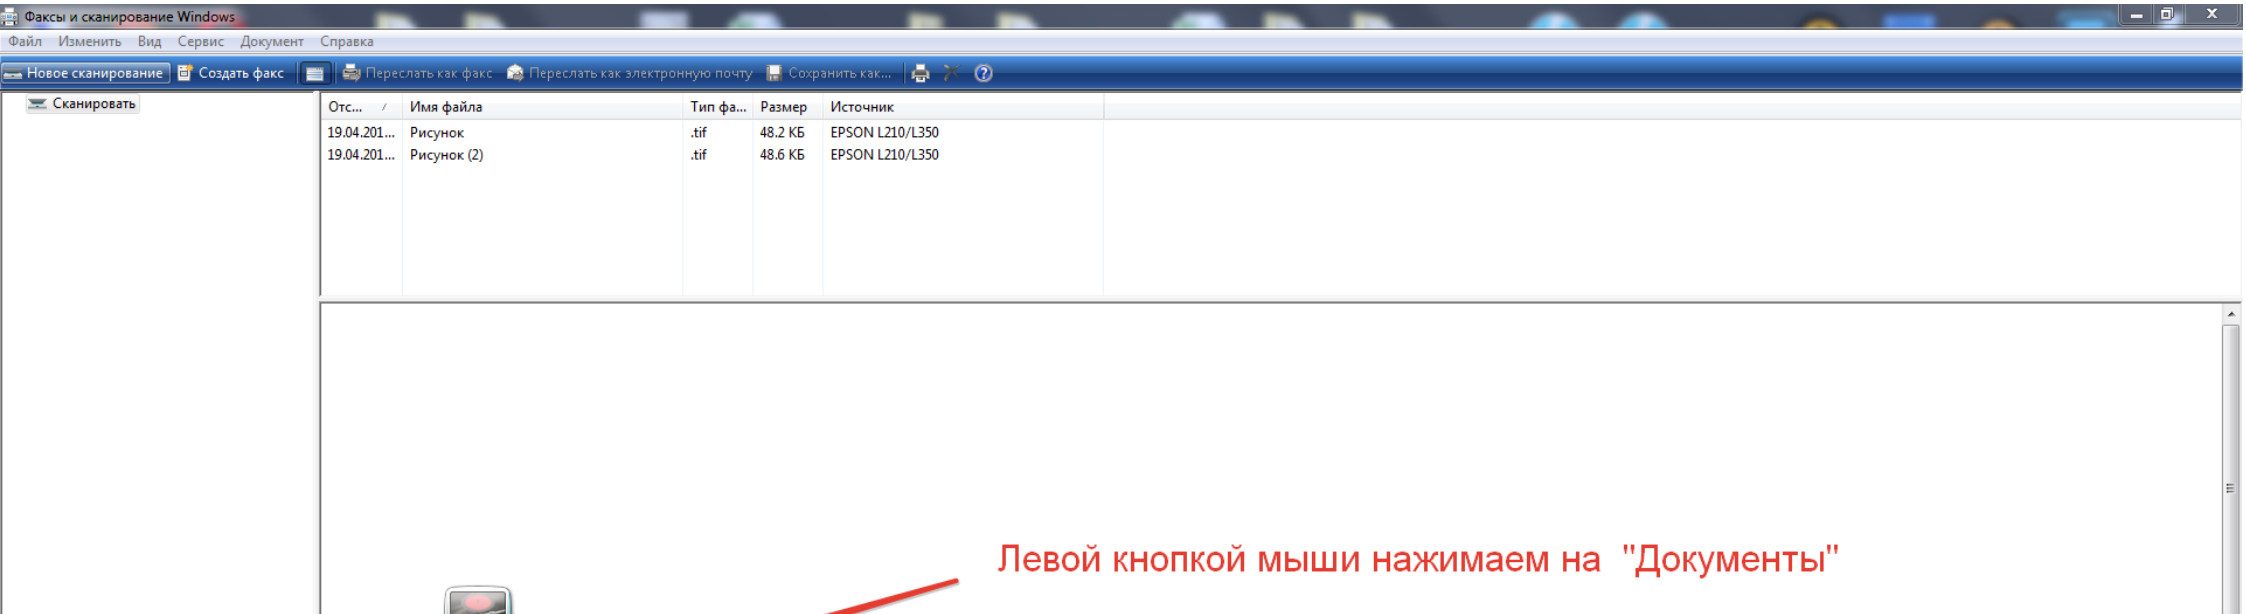 Факсы и сканирование Windows
Файл Изменить Вид Сервис Документ Справка
Новое сканирование Создать факс Переслать как факс Переслать как электронную почту Сохранить как...
Сканировать
Отс... Имя файла Тип фа... Размер Источник
19.04.201... Рисунок .tif 48.2 КБ EPSON L210/L350
19.04.201... Рисунок (2) .tif 48.6 КБ EPSON L210/L350
Левой кнопкой мыши нажимаем на "Документы"